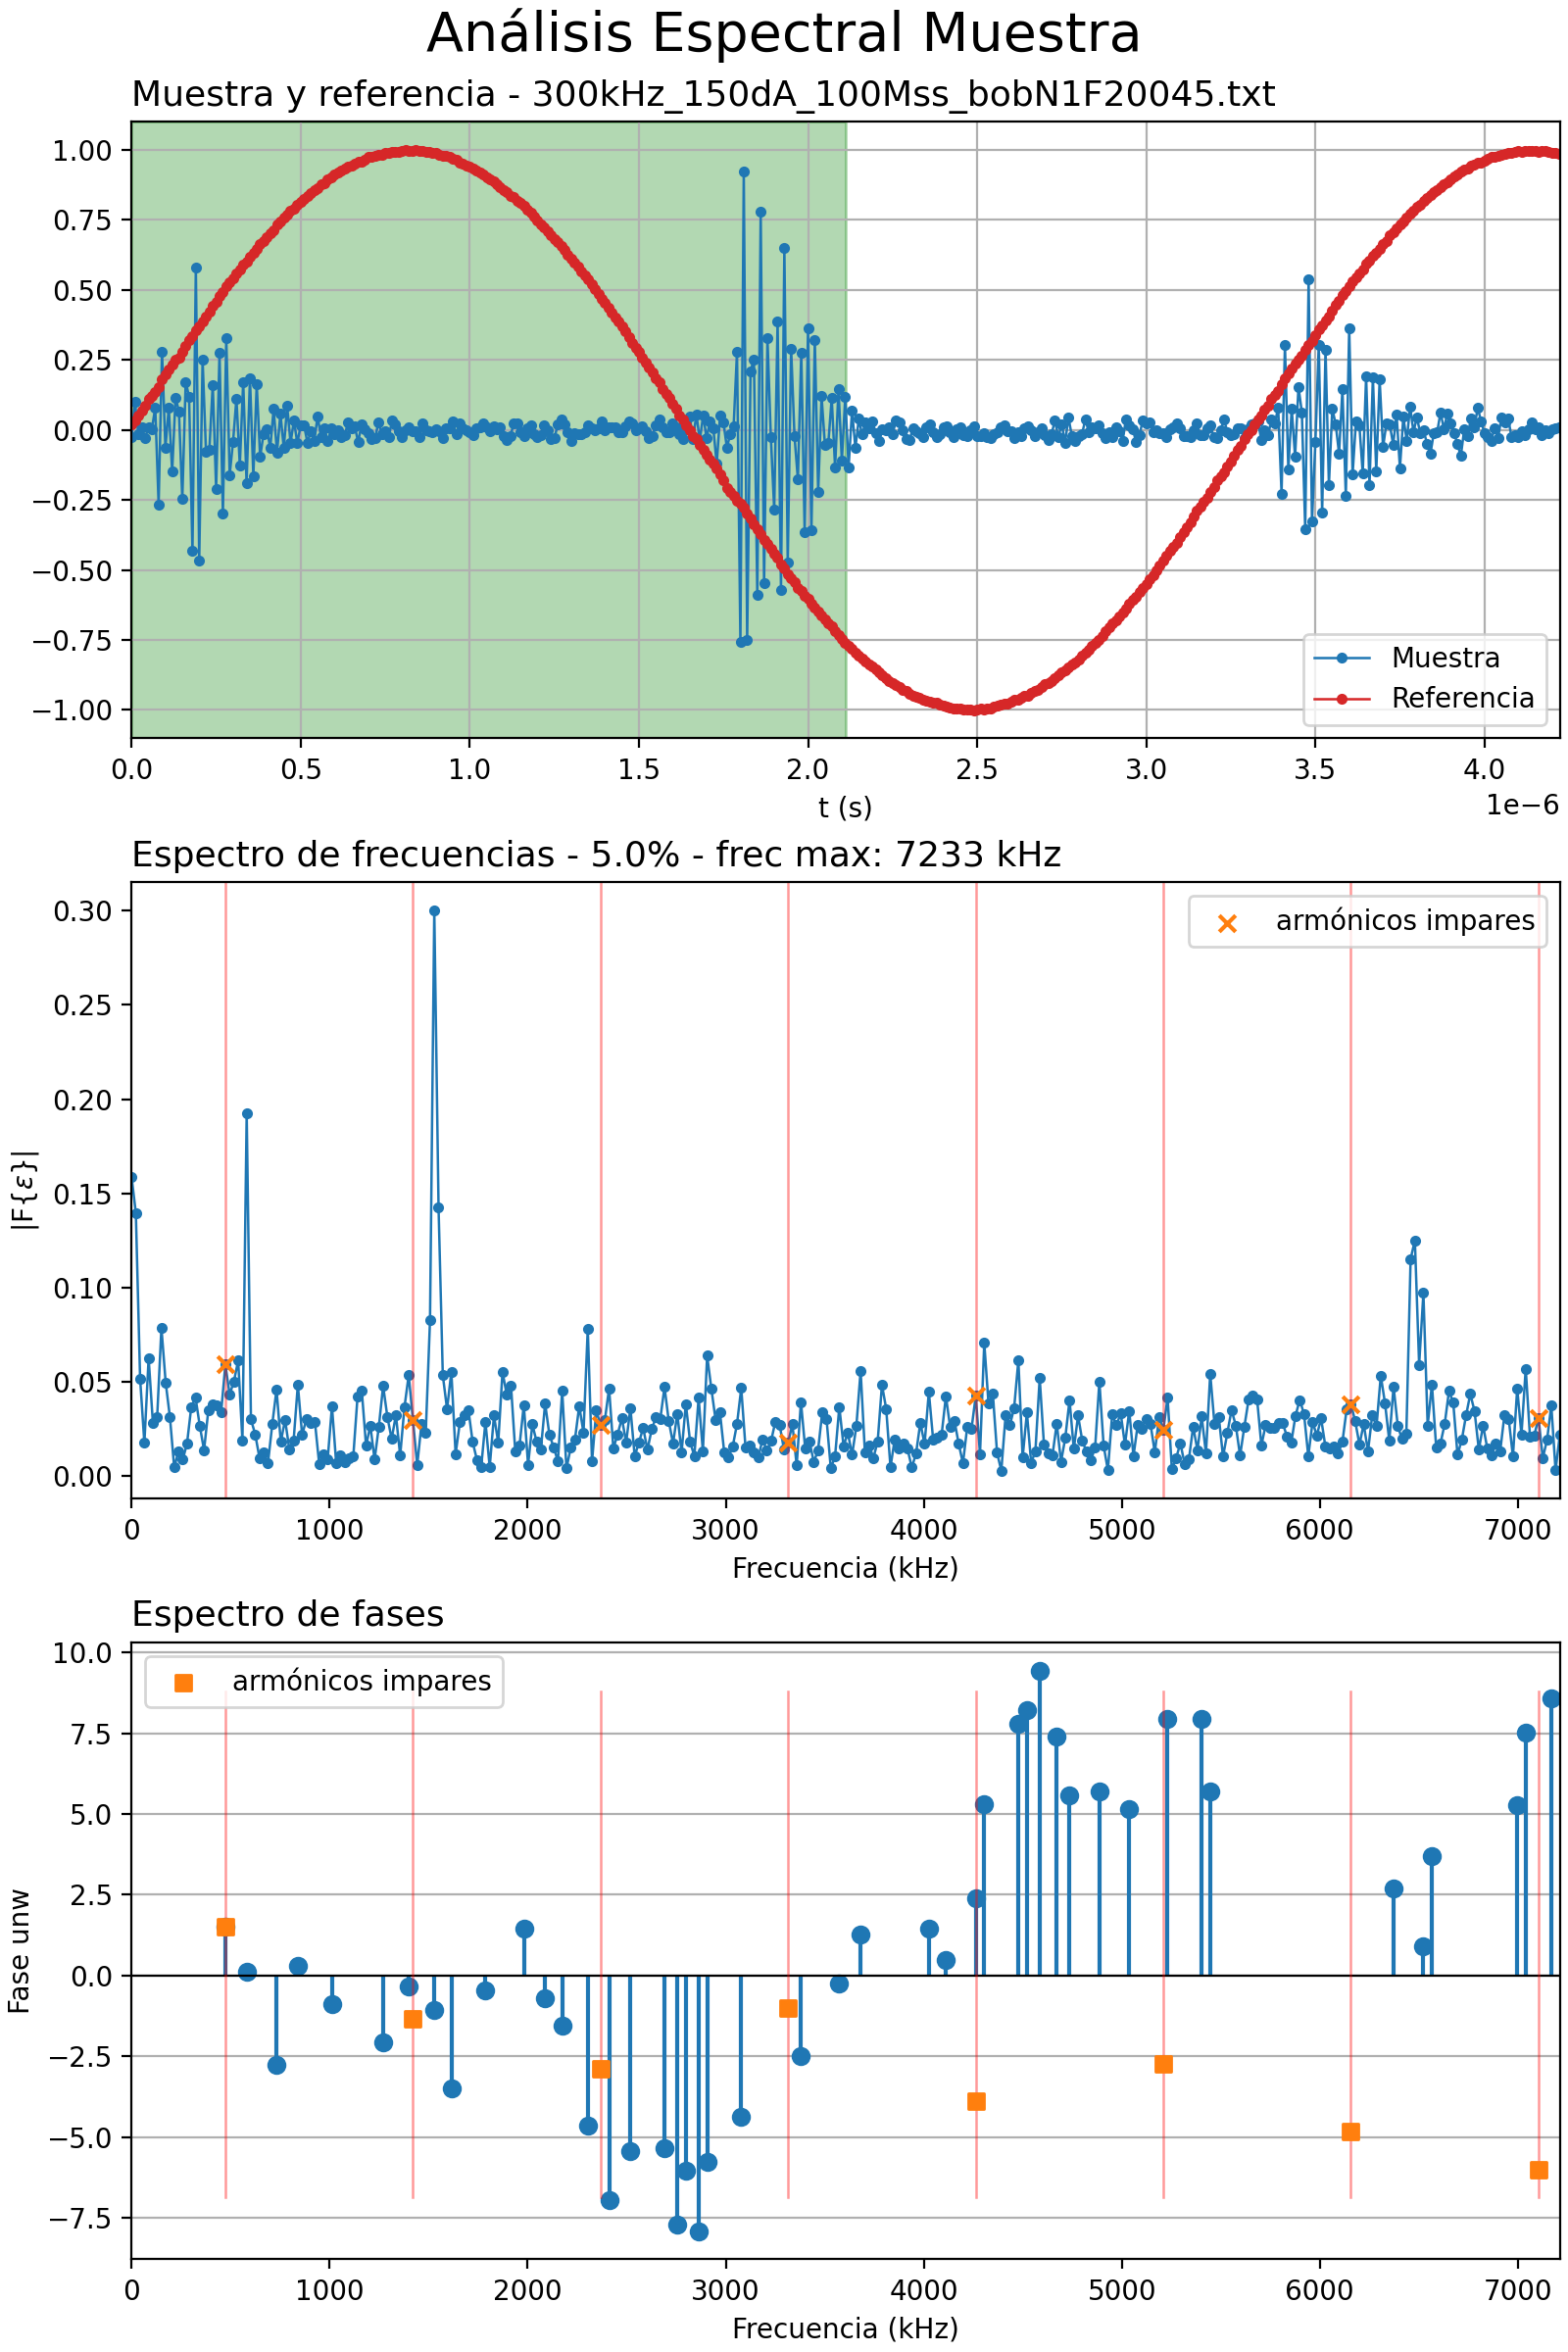 Análisis Espectral Muestra
Muestra y referencia - 300kHz_150dA_100Mss_bobN1F20045.txt
1.00
0.75
0.50
0.25
0.00
−0.25
−0.50
−0.75
−1.00
Muestra
Referencia
0.0 0.5 1.0 1.5 2.0 2.5 3.0 3.5 4.0
t (s)
1e−6
Espectro de frecuencias - 5.0% - frec max: 7233 kHz
armónicos impares
0.30
0.25
0.20
0.15
0.10
0.05
0.00
|F{ε}|
0 1000 2000 3000 4000 5000 6000 7000
Frecuencia (kHz)
Espectro de fases
armónicos impares
10.0
7.5
5.0
2.5
0.0
−2.5
−5.0
−7.5
Fase unw
0 1000 2000 3000 4000 5000 6000 7000
Frecuencia (kHz)